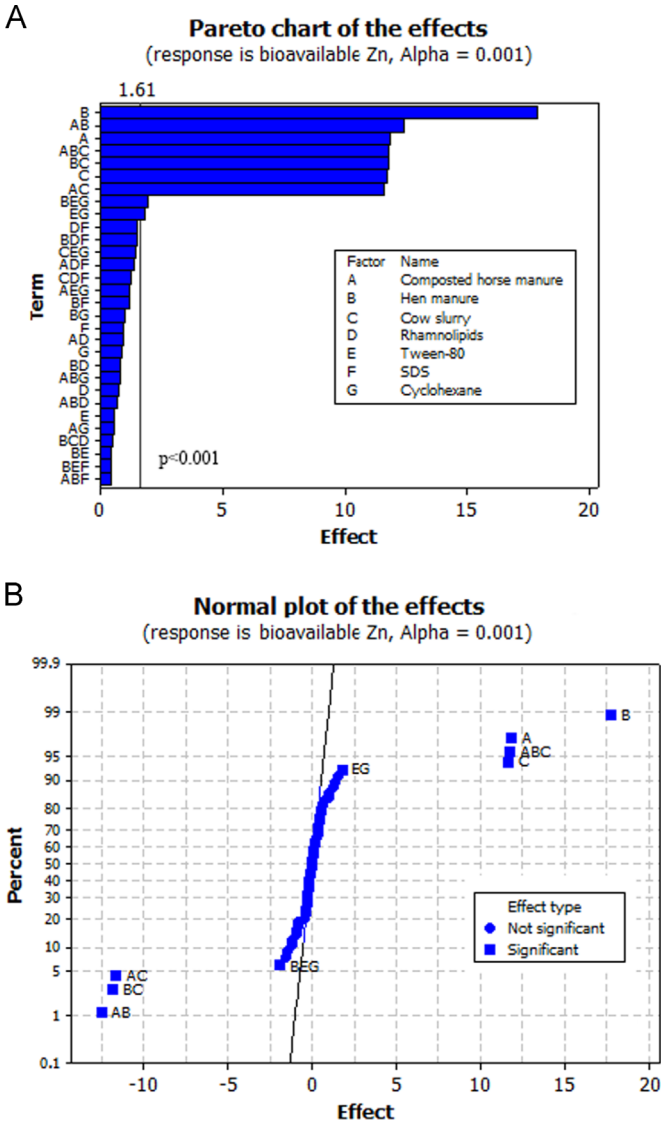 A
Pareto chart of the effects
(response is bioavailable Zn, Alpha = 0.001)
1.61
B
AB
A
ABC
BC
C
AC
BEG
EG
DF
BDF
CEG
ADF
CDF
AEG
BF
BG
F
AD
G
BD
ABG
D
ABD
E
AG
BCD
BE
BEF
ABF
Term
Factor Name
A Composted horse manure
B Hen manure
C Cow slurry
D Rhamnolipids
E Tween-80
F SDS
G Cyclohexane
p<0.001
0 5 10 15 20
Effect
B
Normal plot of the effects
(response is bioavailable Zn, Alpha = 0.001)
99.9
99
95
90
80
70
60
50
40
30
20
10
5
1
0.1
Percent
B
A
ABC
C
EG
BEG
AC
BC
AB
Effect type
Not significant
Significant
-10 -5 0 5 10 15 20
Effect